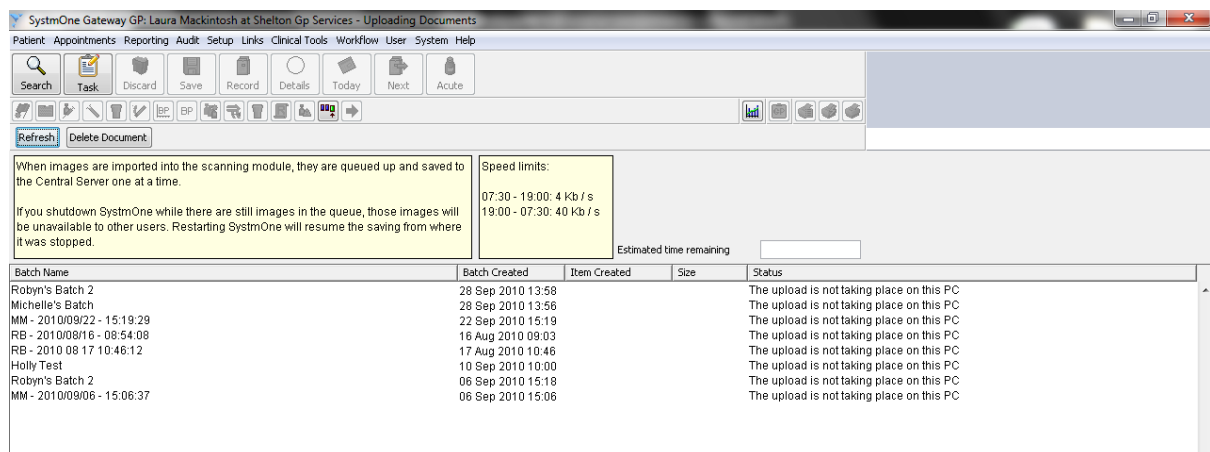 SystmOne Gateway GP: Laura Mackintosh at Shelton Gp Services - Uploading Documents
Patient Appointments Reporting Audit Setup Links Clinical Tools Workflow User System Help
Search Task Discard Save Record Details Today Next Acute
BP BP
Refresh Delete Document
When images are imported into the scanning module, they are queued up and saved to
the Central Server one at a time.
If you shutdown SystmOne while there are still images in the queue, those images will
be unavailable to other users. Restarting SystmOne will resume the saving from where
it was stopped.
Speed limits:
07:30 - 19:00: 4 Kb / s
19:00 - 07:30: 40 Kb / s
Estimated time remaining
Batch Name Batch Created Item Created Size Status
Robyn's Batch 2 28 Sep 2010 13:58 The upload is not taking place on this PC
Michelle's Batch 28 Sep 2010 13:56 The upload is not taking place on this PC
MM - 2010/09/22 - 15:19:29 22 Sep 2010 15:19 The upload is not taking place on this PC
RB - 2010/08/16 - 08:54:08 16 Aug 2010 09:03 The upload is not taking place on this PC
RB - 2010 08 17 10:46:12 17 Aug 2010 10:46 The upload is not taking place on this PC
Holly Test 10 Sep 2010 10:00 The upload is not taking place on this PC
Robyn's Batch 2 06 Sep 2010 15:18 The upload is not taking place on this PC
MM - 2010/09/06 - 15:06:37 06 Sep 2010 15:06 The upload is not taking place on this PC